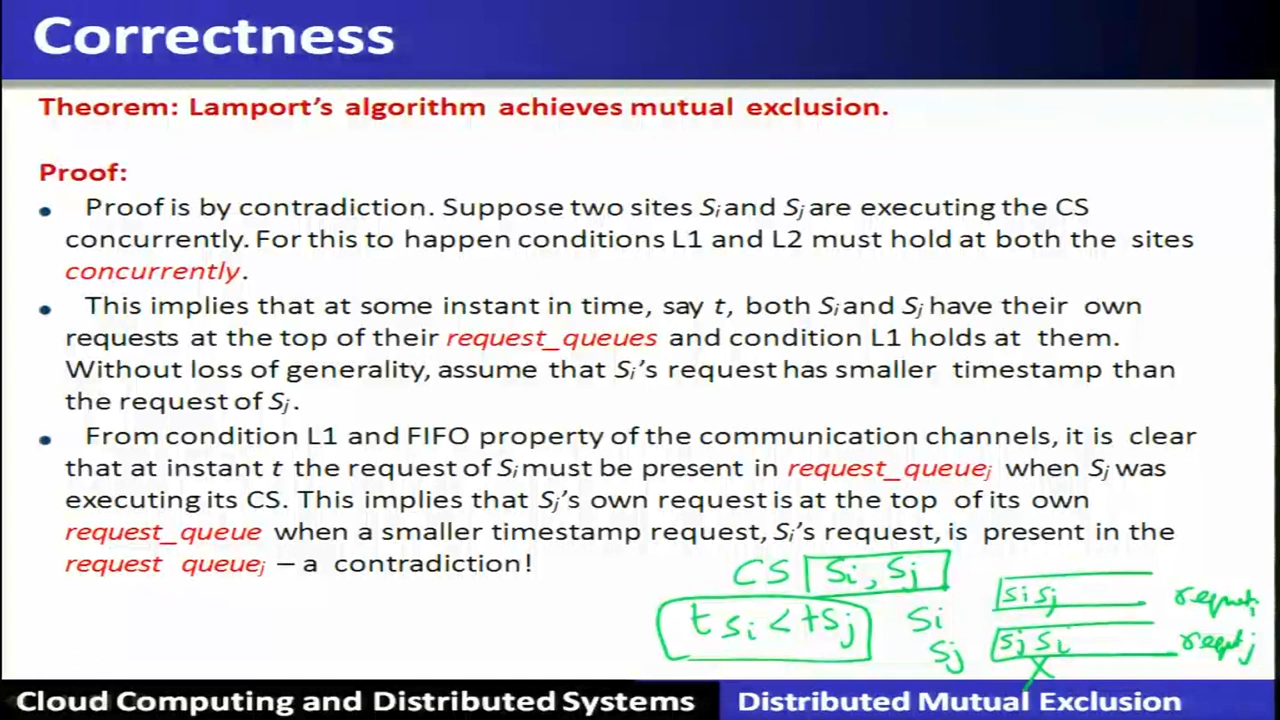 Correctness
Theorem: Lamport's algorithm achieves mutual exclusion.
Proof:
• Proof is by contradiction. Suppose two sites Si and Sj are executing the CS
concurrently. For this to happen conditions L1 and L2 must hold at both the sites
concurrently.
• This implies that at some instant in time, say t, both Si and Sj have their own
requests at the top of their request_queues and condition L1 holds at them.
Without loss of generality, assume that Si's request has smaller timestamp than
the request of Sj.
• From condition L1 and FIFO property of the communication channels, it is clear
that at instant t the request of Si must be present in request_queuej when Sj was
executing its CS. This implies that Sj's own request is at the top of its own
request_queue when a smaller timestamp request, Si's request, is present in the
request queuej – a contradiction!
CS Si, Sj
tsi < tsj
Si
Sj
Si Sj
Sj Si
Cloud Computing and Distributed Systems Distributed Mutual Exclusion